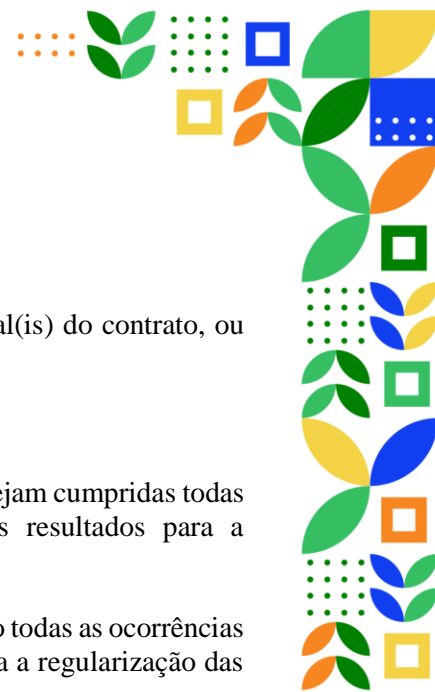 al(is) do contrato, ou
ejam cumpridas todas
s resultados para a
o todas as ocorrências
a a regularização das